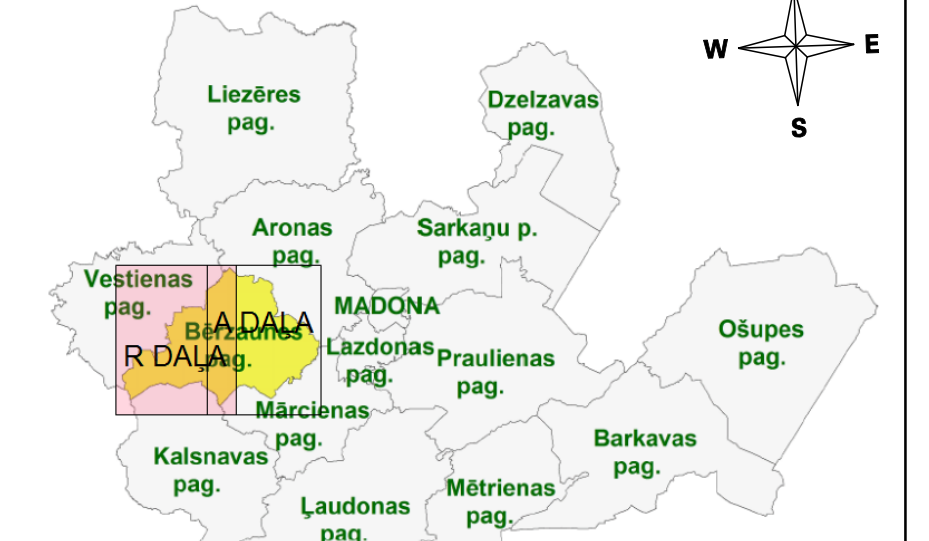 W
E
S
Liezēres
pag.
Dzelzavas
pag.
Aronas
pag.
Sarkaņu p.
pag.
Vestienas
pag.
MADONA
A DAĻA
Bērzaunes
pag.
R DAĻA
Lazdonas
pag.
Praulienas
pag.
Ošupes
pag.
Mārcienas
pag.
Kalsnavas
pag.
Barkavas
pag.
Mētrienas
pag.
Ļaudonas
pag.